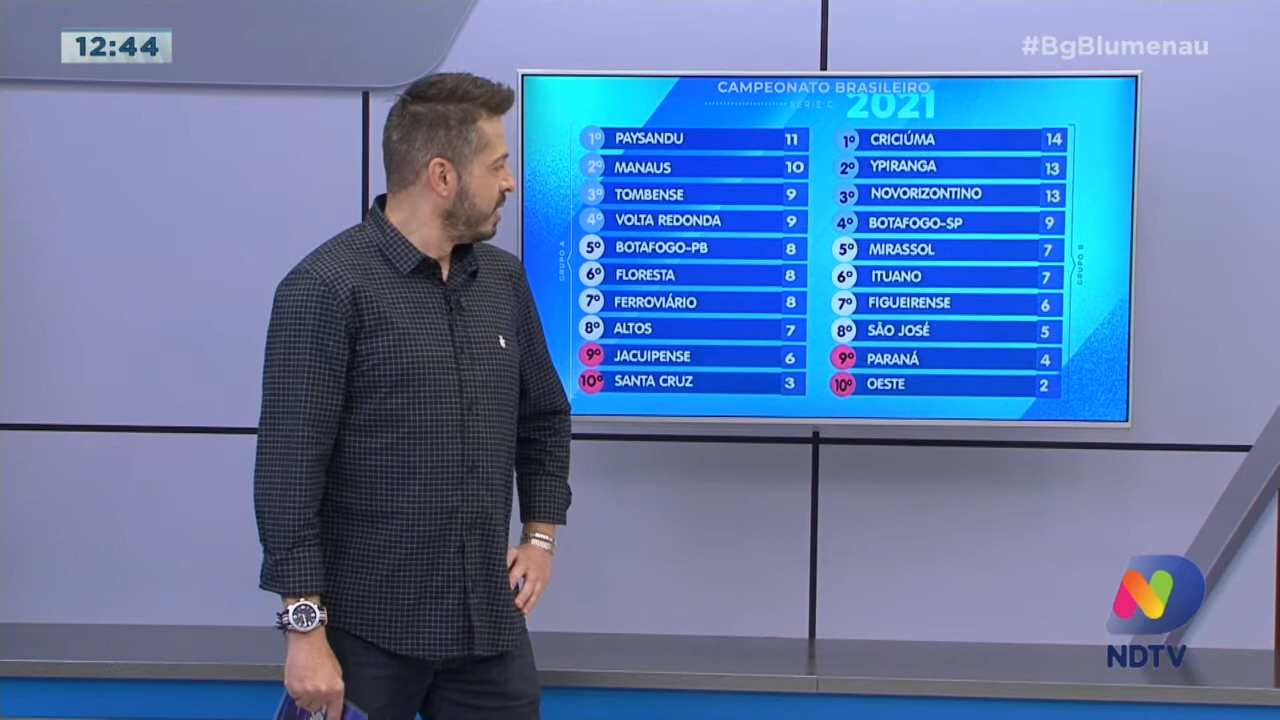 12:44
#BgBlumenau
CAMPEONATO BRASILEIRO
SÉRIE C
2021
GRUPO A
1º PAYSANDU 11
2º MANAUS 10
3º TOMBENSE 9
4º VOLTA REDONDA 9
5º BOTAFOGO-PB 8
6º FLORESTA 8
7º FERROVIÁRIO 8
8º ALTOS 7
9º JACUIPENSE 6
10º SANTA CRUZ 3
1º CRICIÚMA 14
2º YPIRANGA 13
3º NOVORIZONTINO 13
4º BOTAFOGO-SP 9
5º MIRASSOL 7
6º ITUANO 7
7º FIGUEIRENSE 6
8º SÃO JOSÉ 5
9º PARANÁ 4
10º OESTE 2
GRUPO B
N
NDTV